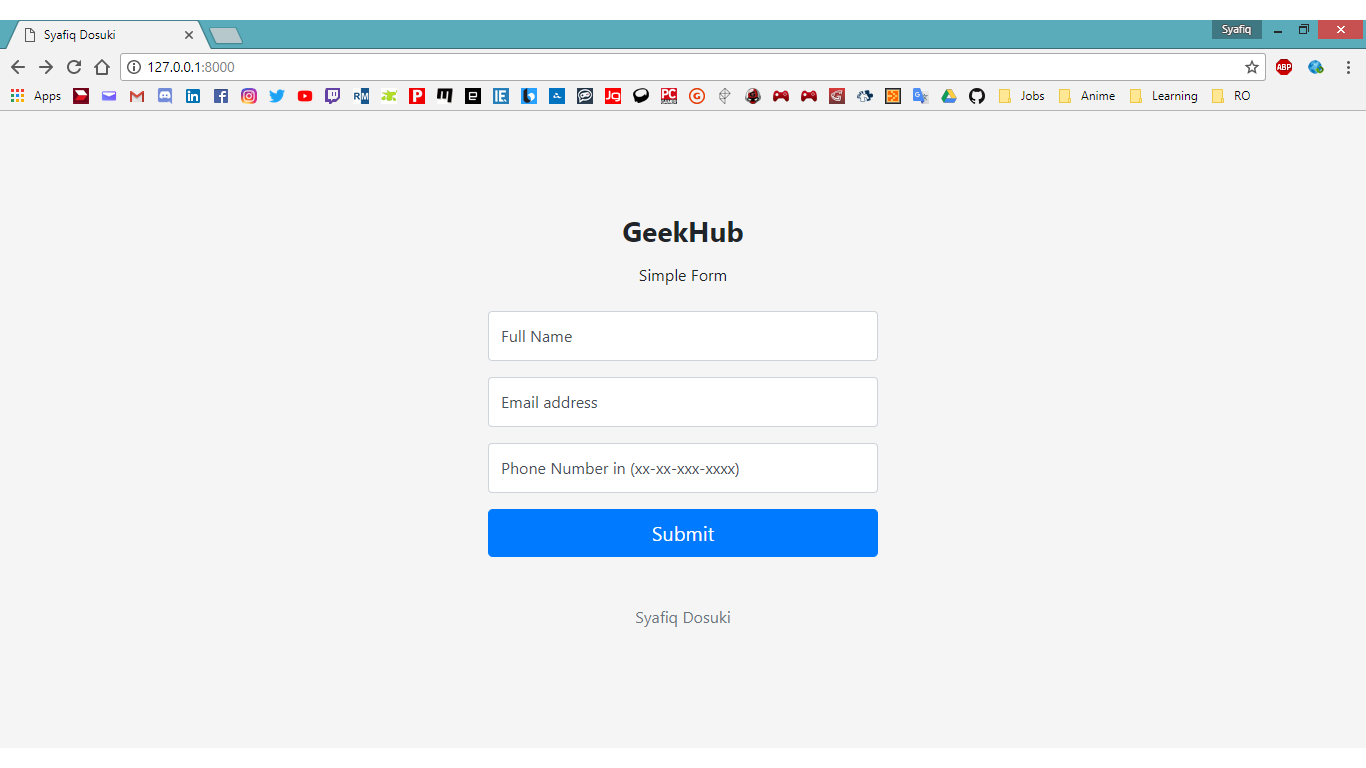 Syafiq Dosuki
Syafiq
127.0.0.1:8000
ABP
Apps
Jobs
Anime
Learning
RO
GeekHub
Simple Form
Full Name
Email address
Phone Number in (xx-xx-xxx-xxxx)
Submit
Syafiq Dosuki